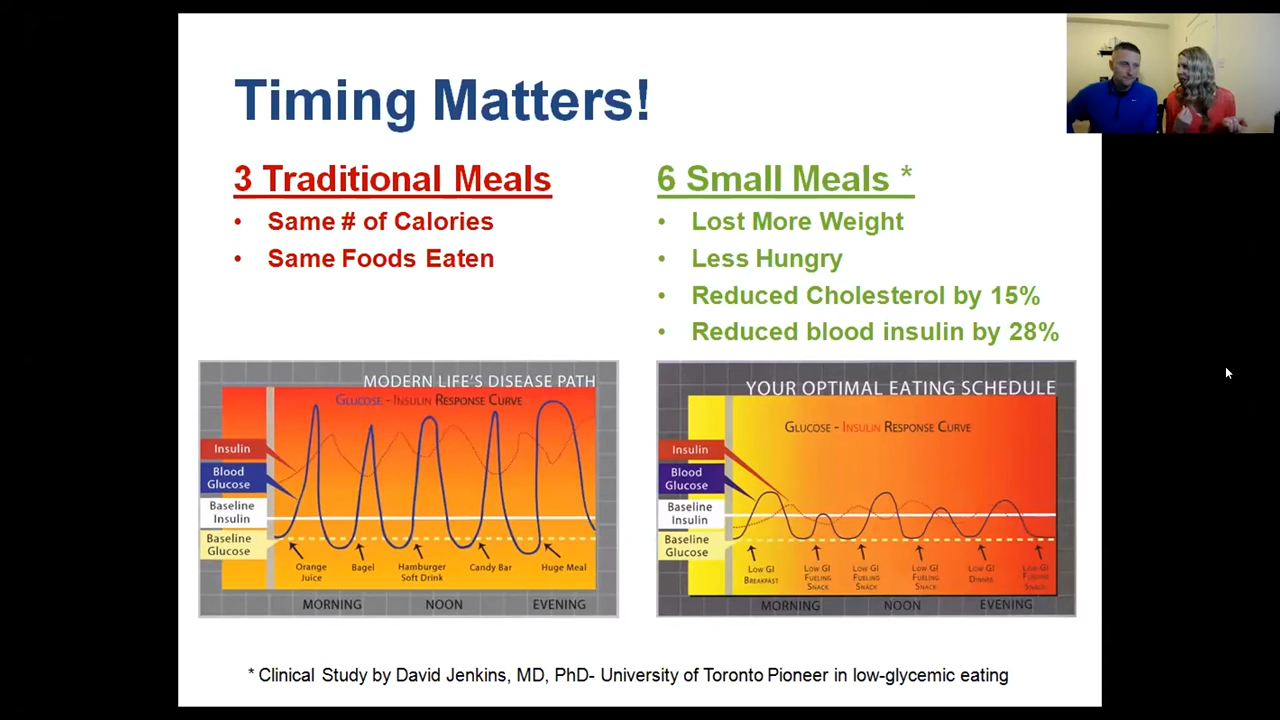 Timing Matters!
3 Traditional Meals
• Same # of Calories
• Same Foods Eaten
6 Small Meals *
• Lost More Weight
• Less Hungry
• Reduced Cholesterol by 15%
• Reduced blood insulin by 28%
MODERN LIFE'S DISEASE PATH
GLUCOSE - INSULIN RESPONSE CURVE
Insulin
Blood
Glucose
Baseline
Insulin
Baseline
Glucose
Orange
Juice
Bagel
Hamburger
Soft Drink
Candy Bar
Huge Meal
MORNING
NOON
EVENING
YOUR OPTIMAL EATING SCHEDULE
GLUCOSE - INSULIN RESPONSE CURVE
Insulin
Blood
Glucose
Baseline
Insulin
Baseline
Glucose
LOW GI
BREAKFAST
LOW GI
FUELING
SNACK
LOW GI
FUELING
SNACK
LOW GI
FUELING
SNACK
LOW GI
DINNER
LOW GI
FUELING
SNACK
MORNING
NOON
EVENING
* Clinical Study by David Jenkins, MD, PhD- University of Toronto Pioneer in low-glycemic eating